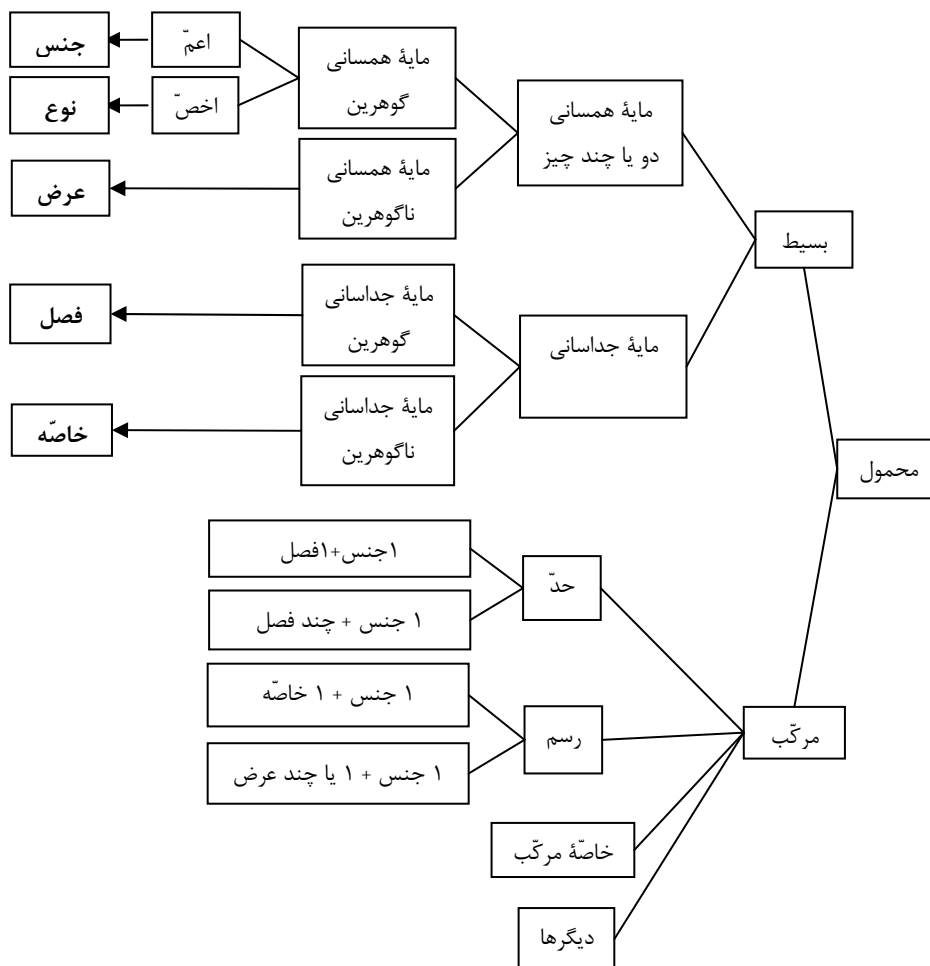 محمول
بسیط
مایهٔ همسانی
دو یا چند چیز
مایهٔ همسانی
گوهرین
اعمّ
جنس
اخصّ
نوع
مایهٔ همسانی
ناگوهرین
عرض
مایهٔ جداسانی
مایهٔ جداسانی
گوهرین
فصل
مایهٔ جداسانی
ناگوهرین
خاصّه
مرکّب
حدّ
۱جنس+۱فصل
۱ جنس + چند فصل
رسم
۱ جنس + ۱ خاصّه
۱ جنس + ۱ یا چند عرض
خاصّهٔ مرکّب
دیگرها